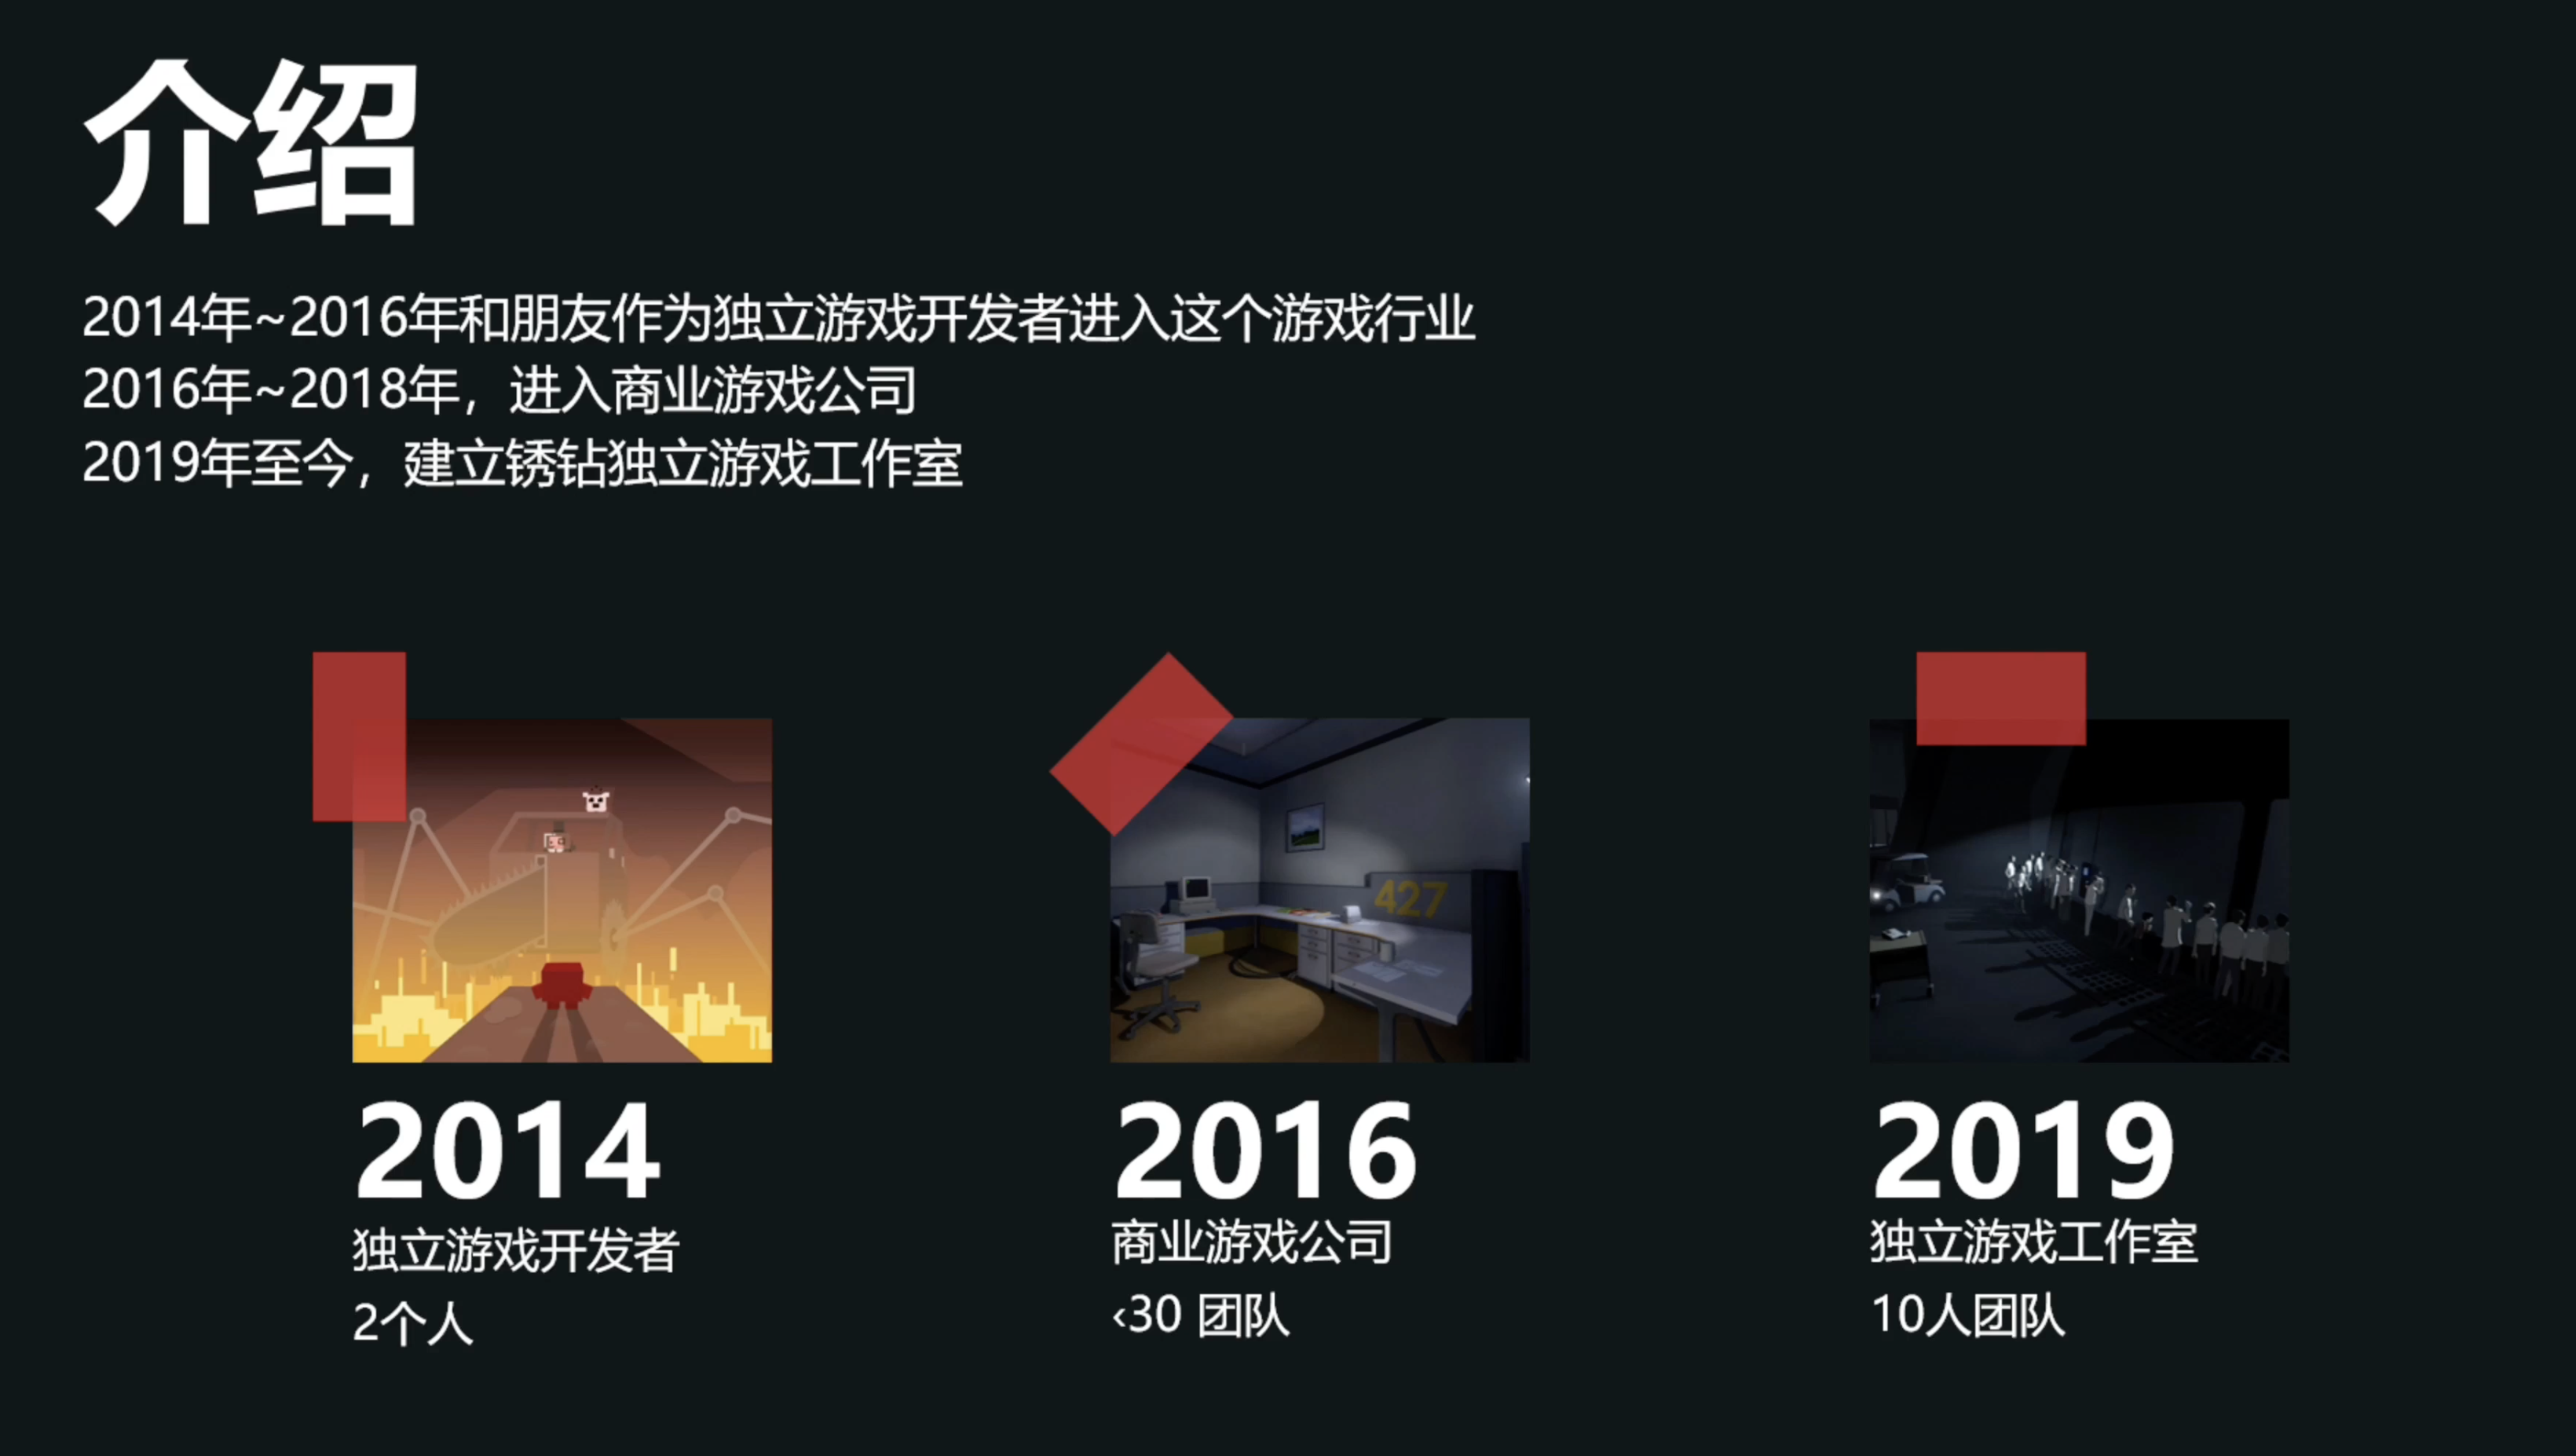 介绍
2014年~2016年和朋友作为独立游戏开发者进入这个游戏行业
2016年~2018年，进入商业游戏公司
2019年至今，建立锈钻独立游戏工作室
427
2014
独立游戏开发者
2个人
2016
商业游戏公司
<30 团队
2019
独立游戏工作室
10人团队